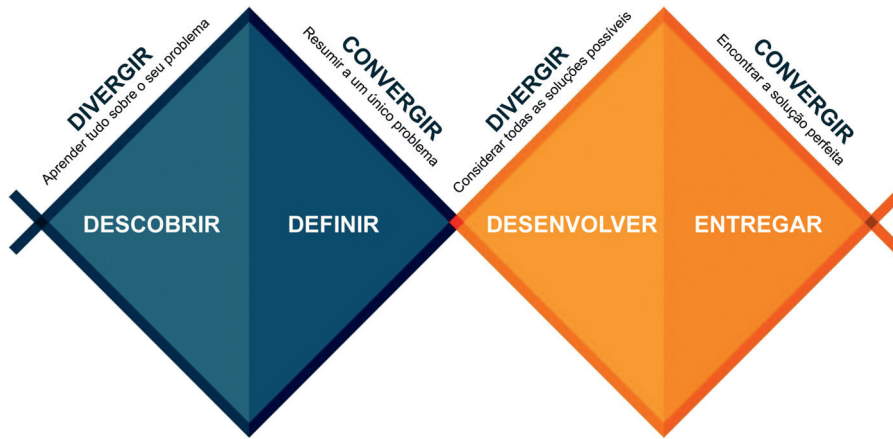 DIVERGIR
Aprender tudo sobre o seu problema
CONVERGIR
Resumir a um único problema
DIVERGIR
Considerar todas as soluções possíveis
CONVERGIR
Encontrar a solução perfeita
DESCOBRIR
DEFINIR
DESENVOLVER
ENTREGAR